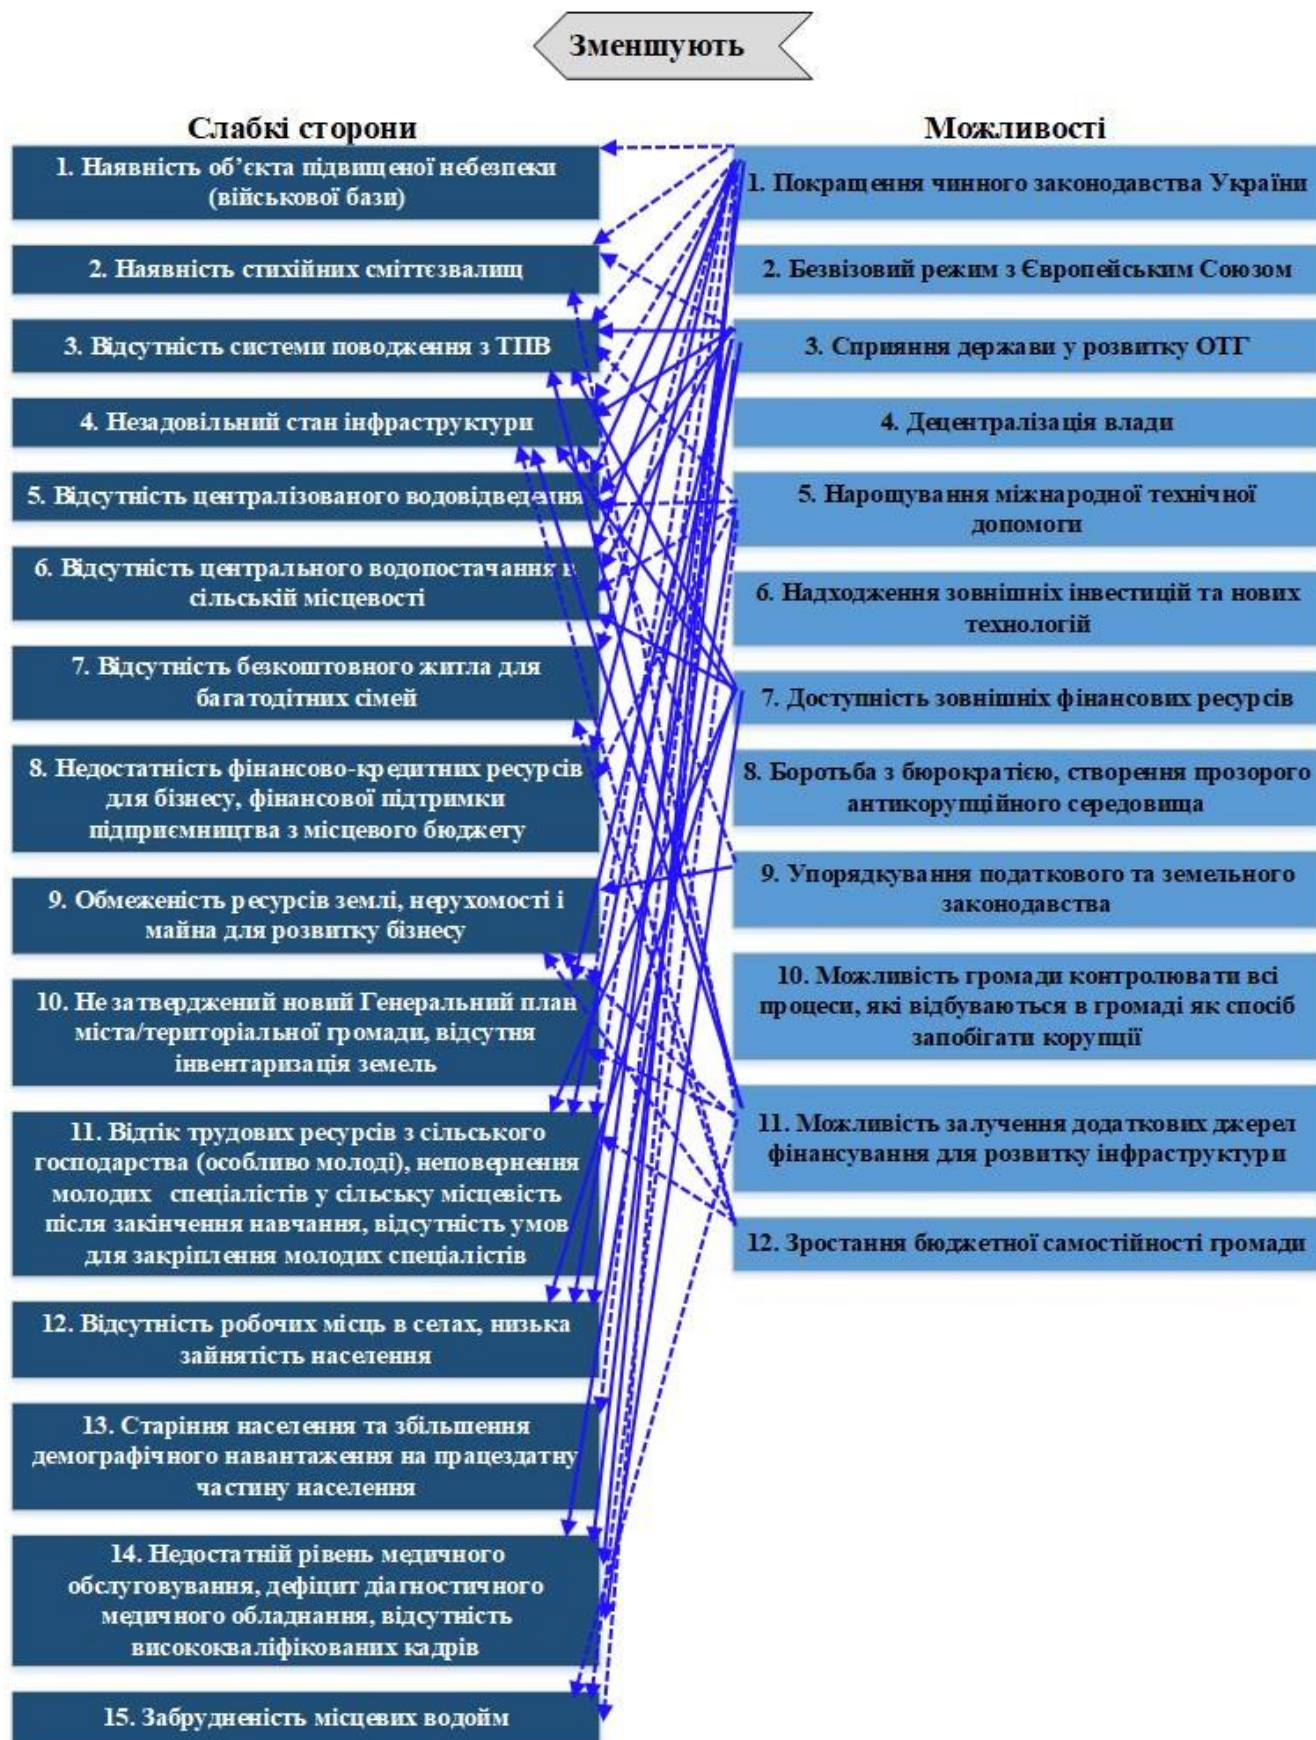 Зменшують
Слабкі сторони
1. Наявність об’єкта підвищеної небезпеки
(військової бази)
2. Наявність стихійних сміттєзвалищ
3. Відсутність системи поводження з ТПВ
4. Незадовільний стан інфраструктури
5. Відсутність централізованого водовідведення
6. Відсутність центрального водопостачання в
сільській місцевості
7. Відсутність безкоштовного житла для
багатодітних сімей
8. Недостатність фінансово-кредитних ресурсів
для бізнесу, фінансової підтримки
підприємництва з місцевого бюджету
9. Обмеженість ресурсів землі, нерухомості і
майна для розвитку бізнесу
10. Не затверджений новий Генеральний план
міста/територіальної громади, відсутня
інвентаризація земель
11. Відтік трудових ресурсів з сільського
господарства (особливо молоді), неповернення
молодих спеціалістів у сільську місцевість
після закінчення навчання, відсутність умов
для закріплення молодих спеціалістів
12. Відсутність робочих місць в селах, низька
зайнятість населення
13. Старіння населення та збільшення
демографічного навантаження на працездатну
частину населення
14. Недостатній рівень медичного
обслуговування, дефіцит діагностичного
медичного обладнання, відсутність
висококваліфікованих кадрів
15. Забрудненість місцевих водойм
Можливості
1. Покращення чинного законодавства України
2. Безвізовий режим з Європейським Союзом
3. Сприяння держави у розвитку ОТГ
4. Децентралізація влади
5. Нарощування міжнародної технічної
допомоги
6. Надходження зовнішніх інвестицій та нових
технологій
7. Доступність зовнішніх фінансових ресурсів
8. Боротьба з бюрократією, створення прозорого
антикорупційного середовища
9. Упорядкування податкового та земельного
законодавства
10. Можливість громади контролювати всі
процеси, які відбуваються в громаді як спосіб
запобігати корупції
11. Можливість залучення додаткових джерел
фінансування для розвитку інфраструктури
12. Зростання бюджетної самостійності громади